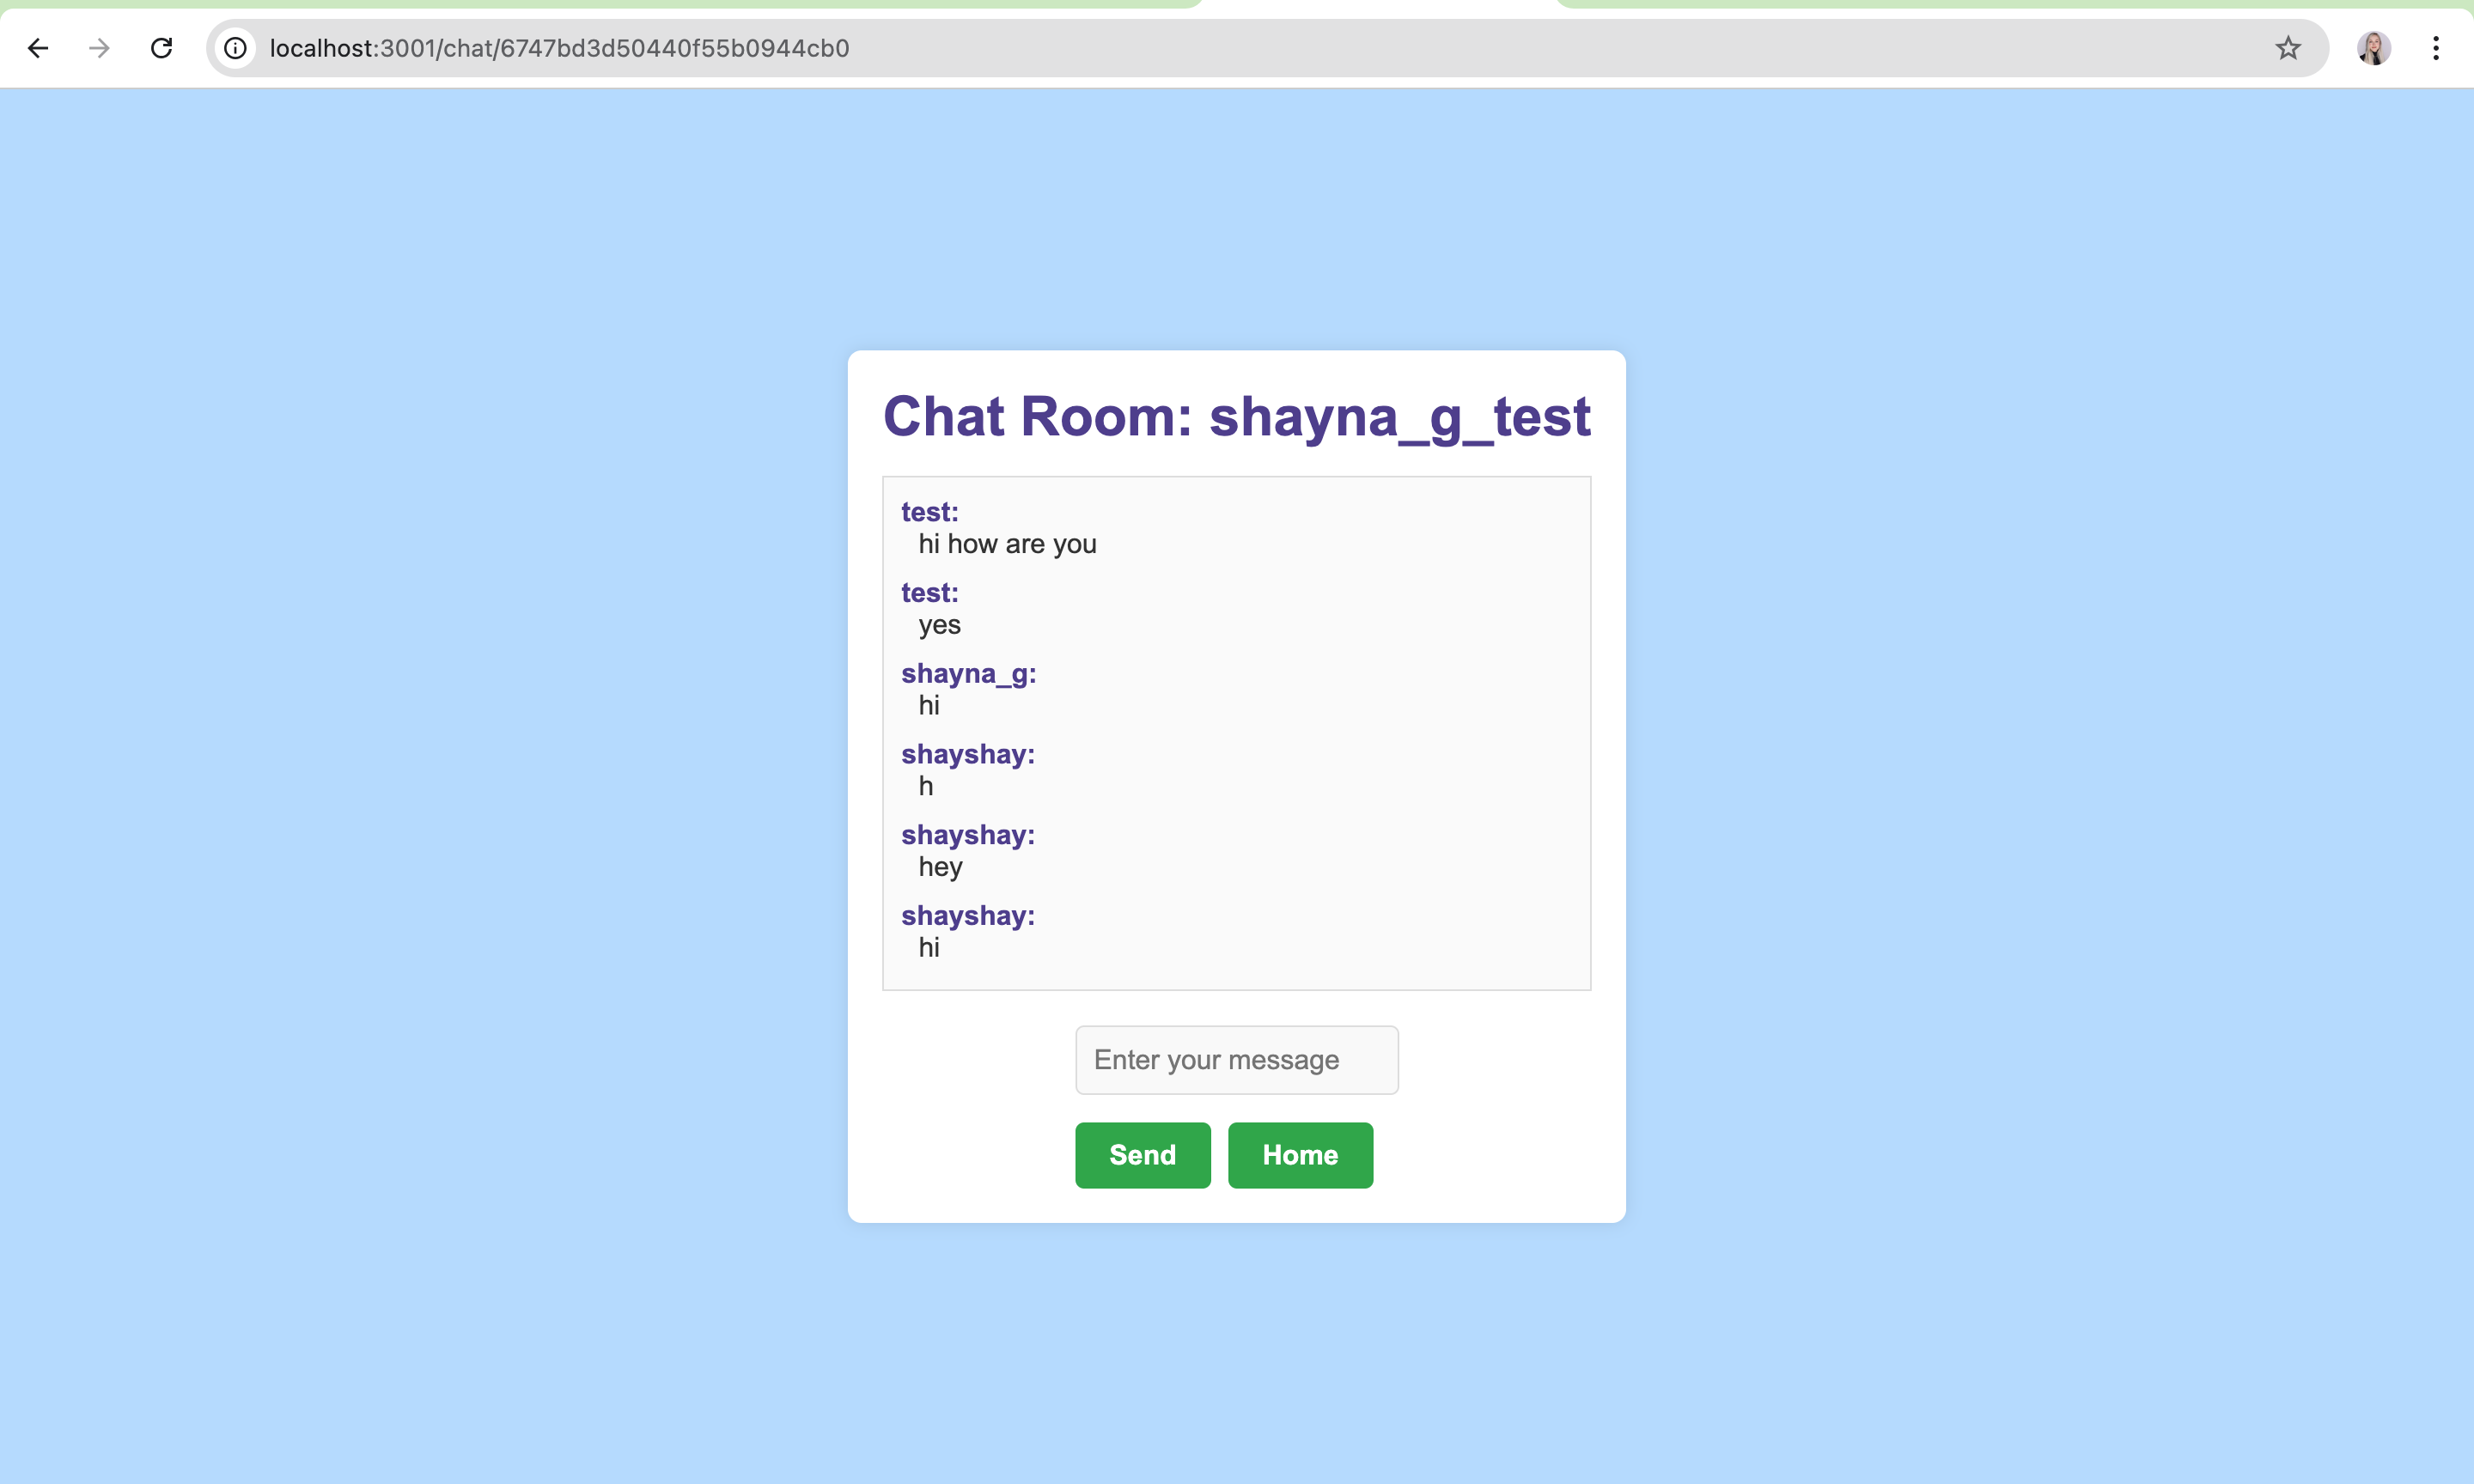 localhost:3001/chat/6747bd3d50440f55b0944cb0
Chat Room: shayna_g_test
test:
hi how are you
test:
yes
shayna_g:
hi
shayshay:
h
shayshay:
hey
shayshay:
hi
Enter your message
Send Home